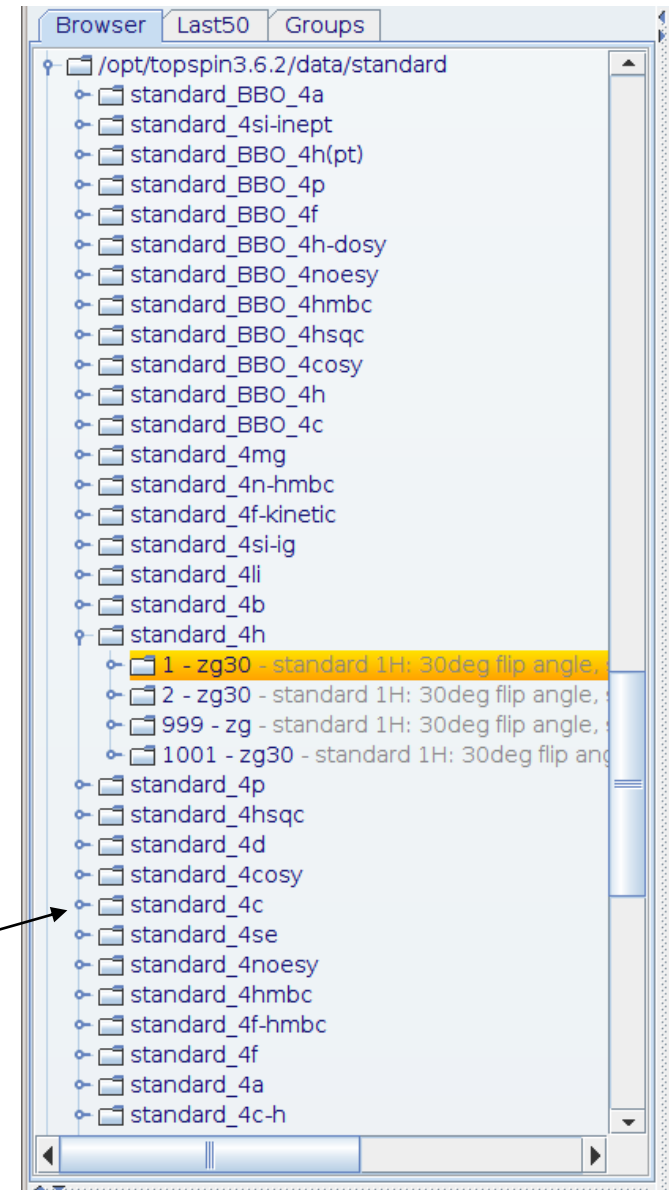 Browser Last50 Groups
/opt/topspin3.6.2/data/standard
standard_BBO_4a
standard_4si-inept
standard_BBO_4h(pt)
standard_BBO_4p
standard_BBO_4f
standard_BBO_4h-dosy
standard_BBO_4noesy
standard_BBO_4hmbc
standard_BBO_4hsqc
standard_BBO_4cosy
standard_BBO_4h
standard_BBO_4c
standard_4mg
standard_4n-hmbc
standard_4f-kinetic
standard_4si-ig
standard_4li
standard_4b
standard_4h
1 - zg30 - standard 1H: 30deg flip angle,
2 - zg30 - standard 1H: 30deg flip angle,
999 - zg - standard 1H: 30deg flip angle,
1001 - zg30 - standard 1H: 30deg flip ang
standard_4p
standard_4hsqc
standard_4d
standard_4cosy
standard_4c
standard_4se
standard_4noesy
standard_4hmbc
standard_4f-hmbc
standard_4f
standard_4a
standard_4c-h